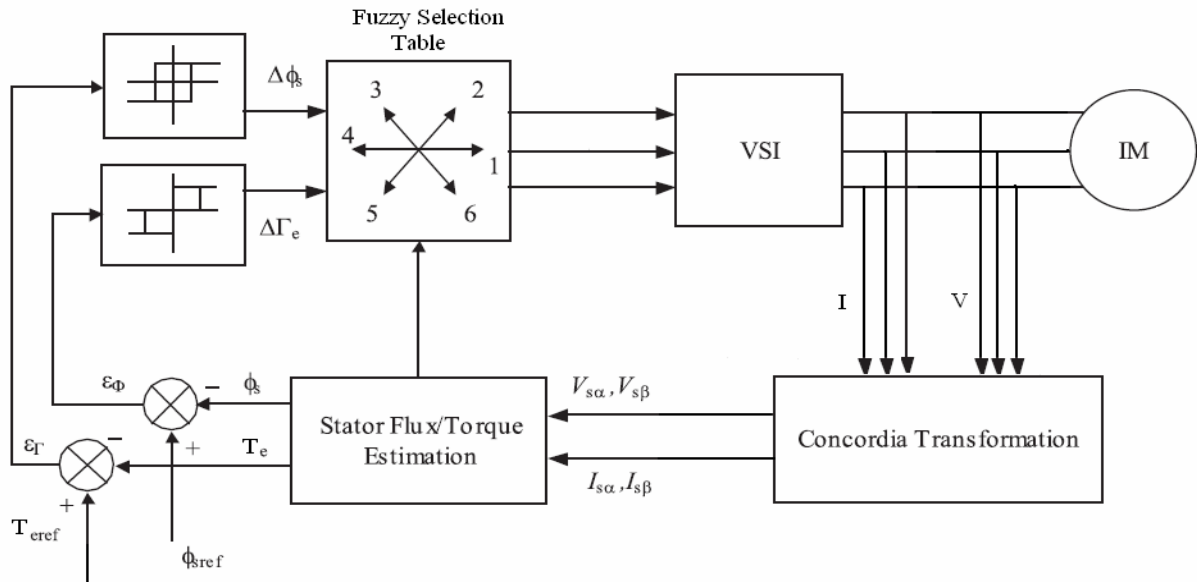 Fuzzy Selection
Table
Δϕs
ΔΓe
3
2
4
1
5
6
VSI
IM
I
V
εΦ
−
ϕs
+
εΓ
−
Te
+
Teref
ϕsref
Stator Flux/Torque
Estimation
Vsα ,Vsβ
Isα ,Isβ
Concordia Transformation